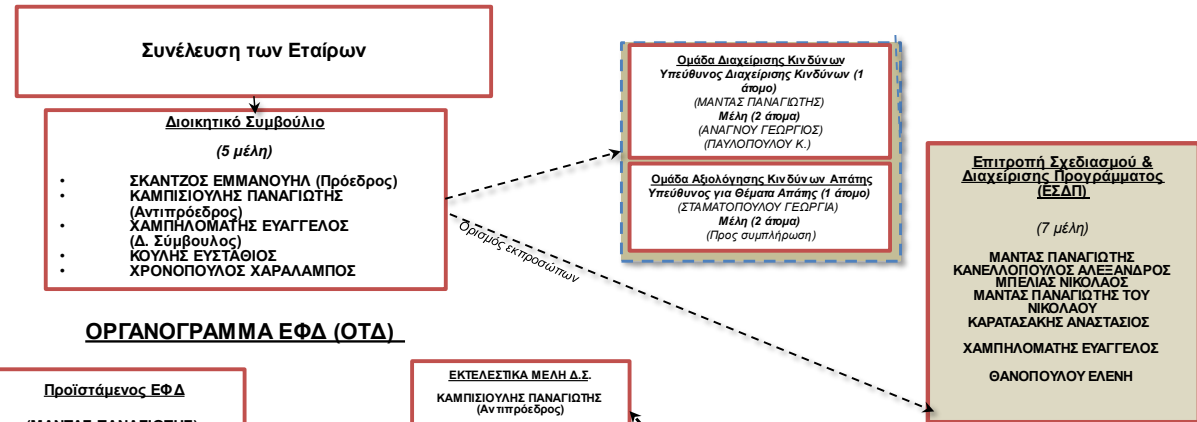 Συνέλευση των Εταίρων
Διοικητικό Συμβούλιο
(5 μέλη)
• ΣΚΑΝΤΖΟΣ ΕΜΜΑΝΟΥΗΛ (Πρόεδρος)
• ΚΑΜΠΙΣΙΟΥΛΗΣ ΠΑΝΑΓΙΩΤΗΣ
(Αντιπρόεδρος)
• ΧΑΜΠΗΛΟΜΑΤΗΣ ΕΥΑΓΓΕΛΟΣ
(Δ. Σύμβουλος)
• ΚΟΥΛΗΣ ΕΥΣΤΑΘΙΟΣ
• ΧΡΟΝΟΠΟΥΛΟΣ ΧΑΡΑΛΑΜΠΟΣ
Ομάδα Διαχείρισης Κινδύνων
Υπεύθυνος Διαχείρισης Κινδύνων (1
άτομο)
(ΜΑΝΤΑΣ ΠΑΝΑΓΙΩΤΗΣ)
Μέλη (2 άτομα)
(ΑΝΑΓΝΟΥ ΓΕΩΡΓΙΟΣ)
(ΠΑΥΛΟΠΟΥΛΟΥ Κ.)
Ομάδα Αξιολόγησης Κινδύνων Απάτης
Υπεύθυνος για Θέματα Απάτης (1 άτομο)
(ΣΤΑΜΑΤΟΠΟΥΛΟΥ ΓΕΩΡΓΙΑ)
Μέλη (2 άτομα)
(Προς συμπλήρωση)
Ορισμός εκπροσώπων
Επιτροπή Σχεδιασμού &
Διαχείρισης Προγράμματος
(ΕΣΔΠ)
(7 μέλη)
ΜΑΝΤΑΣ ΠΑΝΑΓΙΩΤΗΣ
ΚΑΝΕΛΛΟΠΟΥΛΟΣ ΑΛΕΞΑΝΔΡΟΣ
ΜΠΕΛΙΑΣ ΝΙΚΟΛΑΟΣ
ΜΑΝΤΑΣ ΠΑΝΑΓΙΩΤΗΣ ΤΟΥ
ΝΙΚΟΛΑΟΥ
ΚΑΡΑΤΑΣΑΚΗΣ ΑΝΑΣΤΑΣΙΟΣ
ΧΑΜΠΗΛΟΜΑΤΗΣ ΕΥΑΓΓΕΛΟΣ
ΘΑΝΟΠΟΥΛΟΥ ΕΛΕΝΗ
ΟΡΓΑΝΟΓΡΑΜΜΑ ΕΦΔ (ΟΤΔ)
Προϊστάμενος ΕΦΔ
(ΜΑΝΤΑΣ ΠΑΝΑΓΙΩΤΗΣ)
ΕΚΤΕΛΕΣΤΙΚΑ ΜΕΛΗ Δ.Σ.
ΚΑΜΠΙΣΙΟΥΛΗΣ ΠΑΝΑΓΙΩΤΗΣ
(Αντιπρόεδρος)